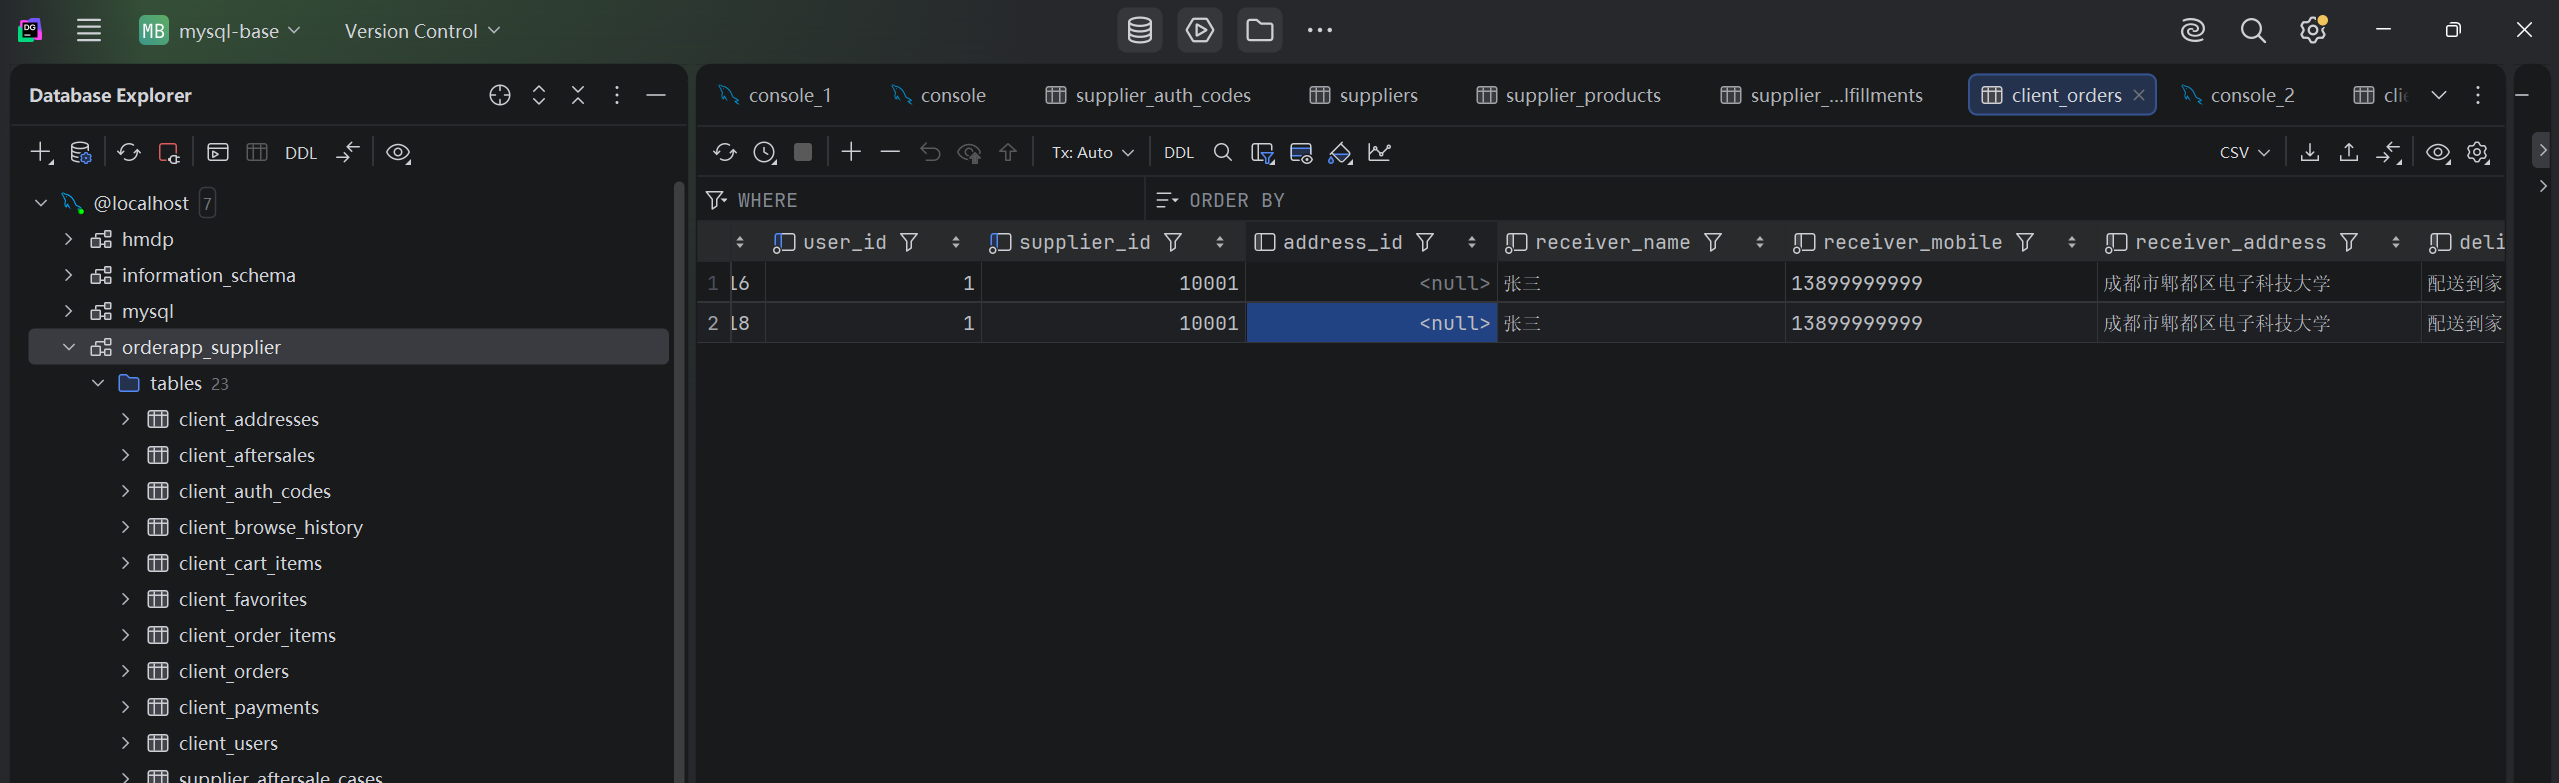 DG MB mysql-base Version Control
Database Explorer
DDL
@localhost 7
hmdp
information_schema
mysql
orderapp_supplier
tables 23
client_addresses
client_aftersales
client_auth_codes
client_browse_history
client_cart_items
client_favorites
client_order_items
client_orders
client_payments
client_users
supplier_aftersale_cases
console_1 console supplier_auth_codes suppliers supplier_products supplier_...lfillments client_orders console_2 clie
Tx: Auto DDL CSV
WHERE ORDER BY
user_id supplier_id address_id receiver_name receiver_mobile receiver_address deli
1 16 1 10001 <null> 张三 13899999999 成都市郫都区电子科技大学 配送到家
2 18 1 10001 <null> 张三 13899999999 成都市郫都区电子科技大学 配送到家